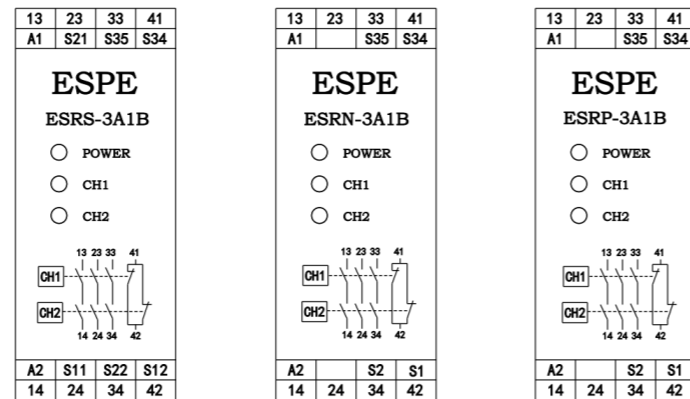 13 23 33 41
A1 S21 S35 S34
ESPE
ESRS-3A1B
POWER
CH1
CH2
13 23 33 41
CH1
CH2
14 24 34 42
A2 S11 S22 S12
14 24 34 42
13 23 33 41
A1 S35 S34
ESPE
ESRN-3A1B
POWER
CH1
CH2
13 23 33 41
CH1
CH2
14 24 34 42
A2 S2 S1
14 24 34 42
13 23 33 41
A1 S35 S34
ESPE
ESRP-3A1B
POWER
CH1
CH2
13 23 33 41
CH1
CH2
14 24 34 42
A2 S2 S1
14 24 34 42